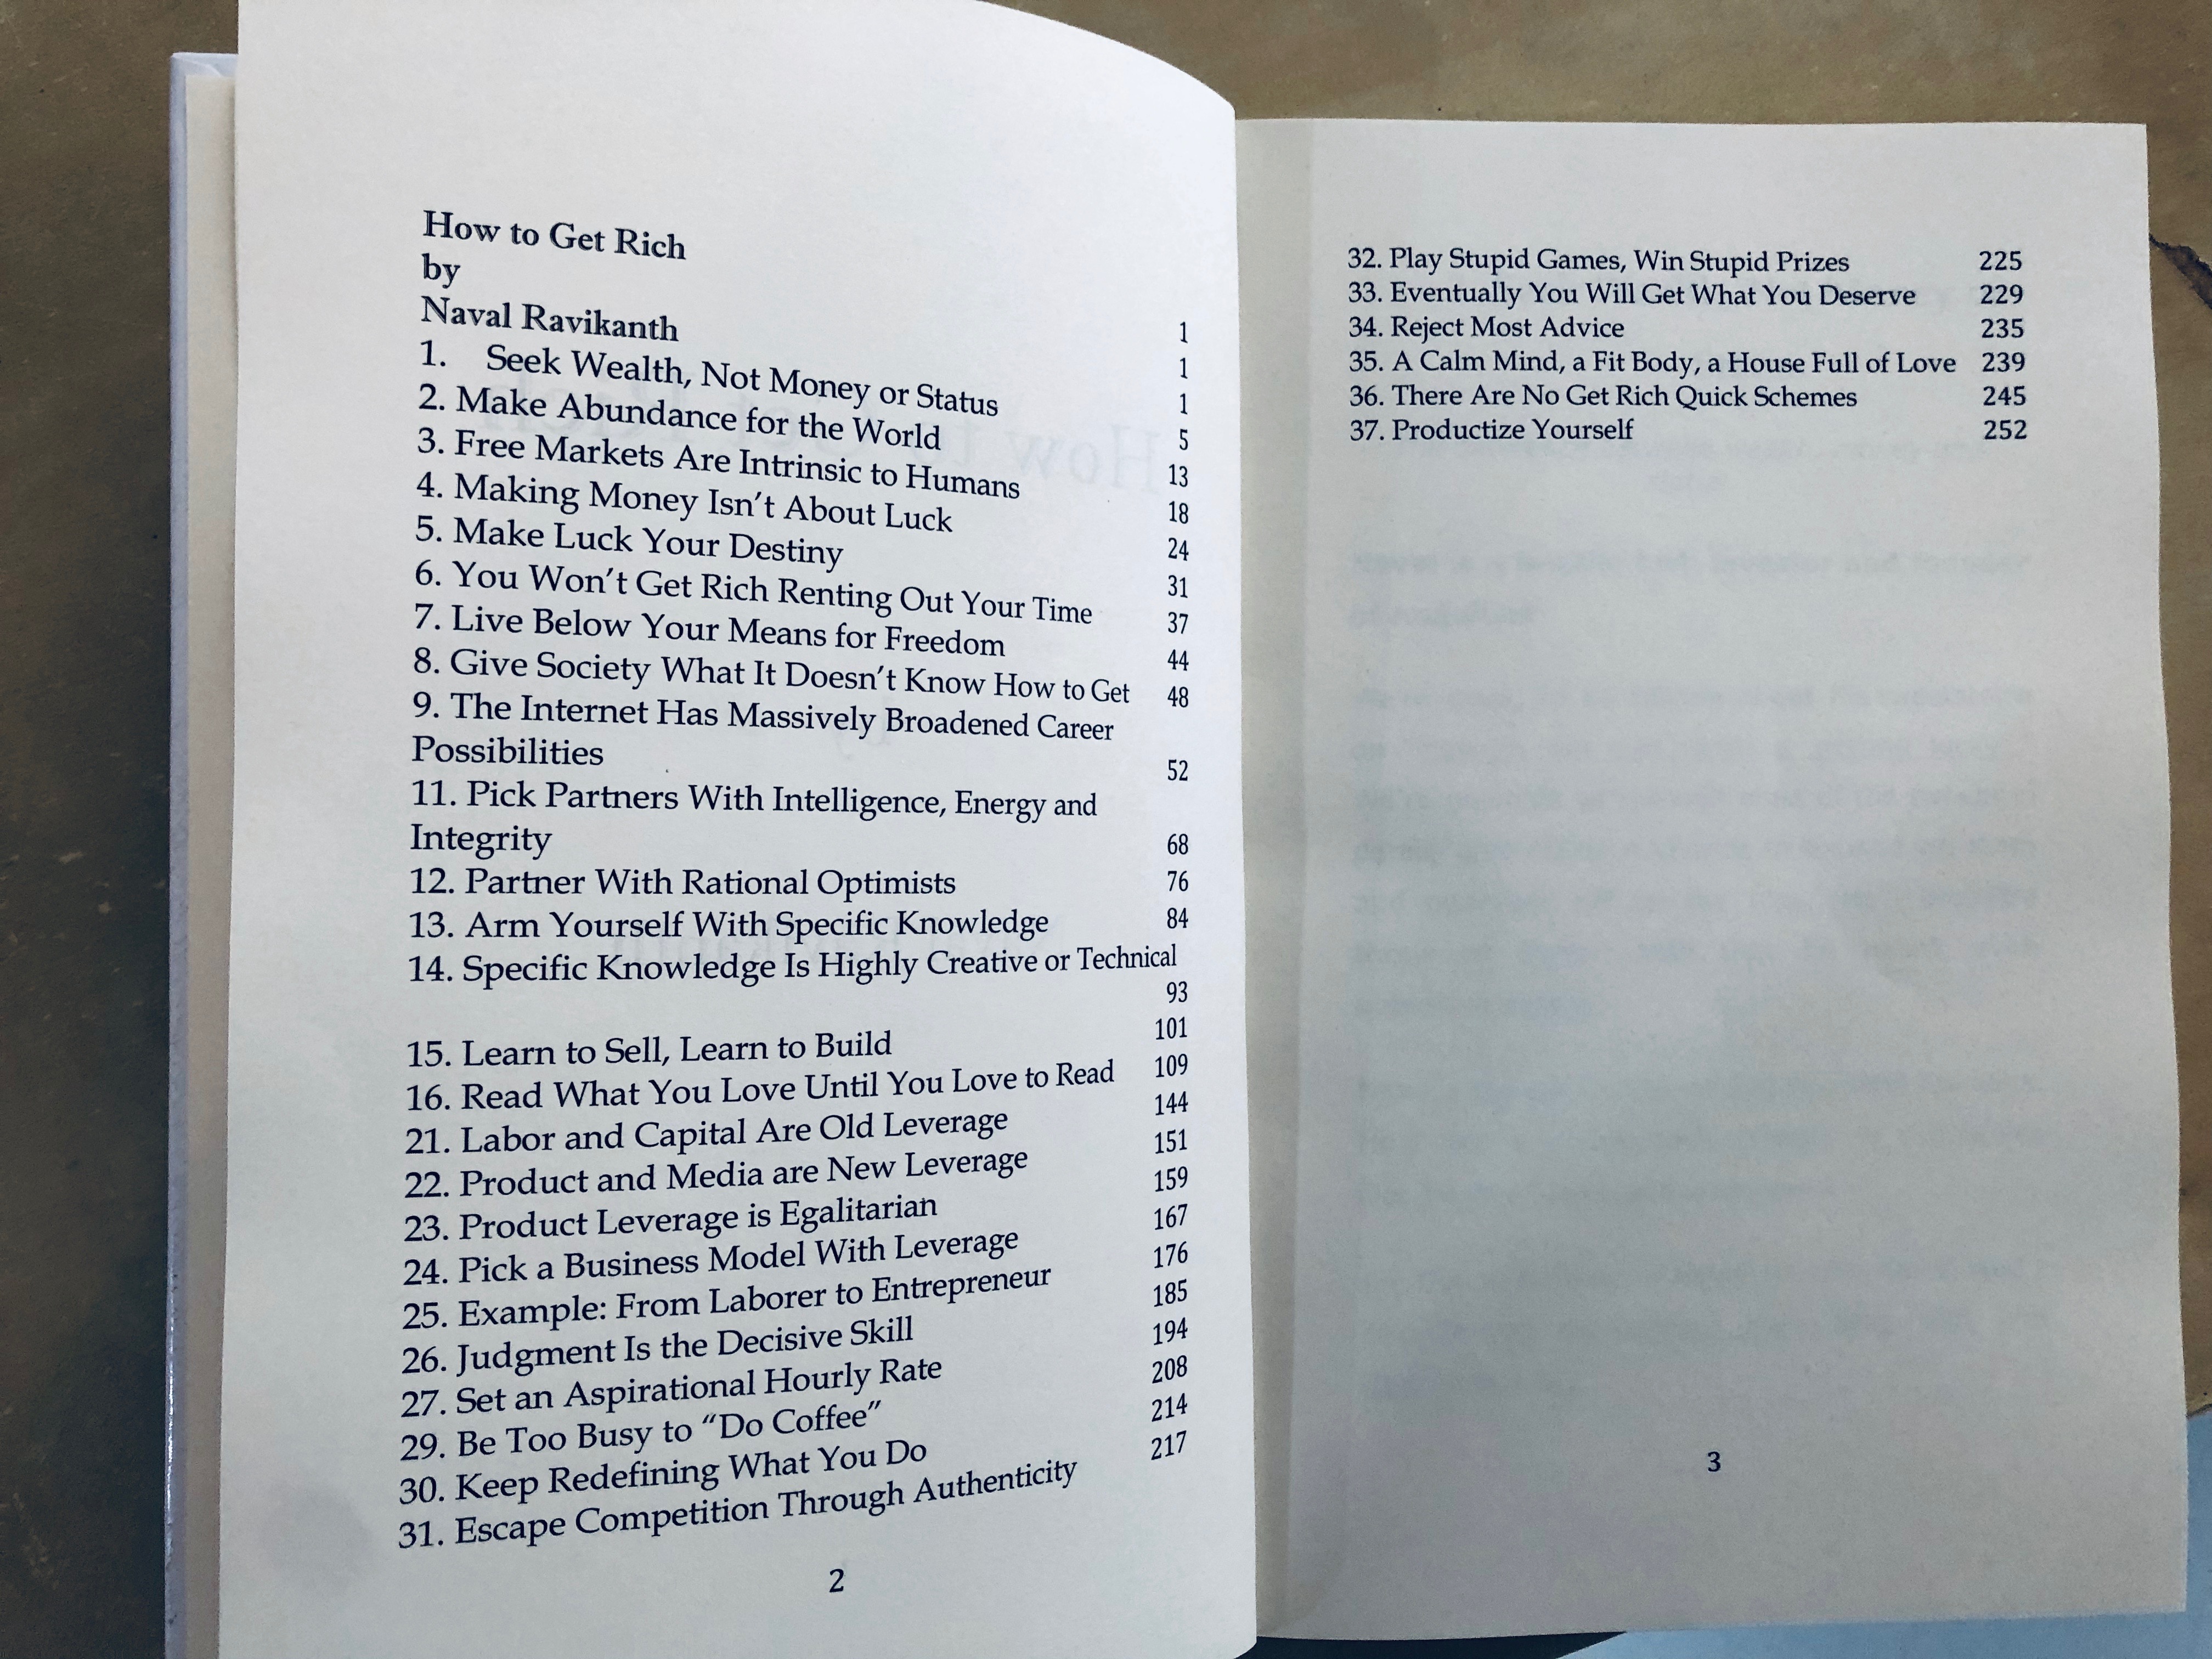 How to Get Rich 1
by 1
Naval Ravikanth 1
1. Seek Wealth, Not Money or Status 5
2. Make Abundance for the World 13
3. Free Markets Are Intrinsic to Humans 18
4. Making Money Isn't About Luck 24
5. Make Luck Your Destiny 31
6. You Won't Get Rich Renting Out Your Time 37
7. Live Below Your Means for Freedom 44
8. Give Society What It Doesn't Know How to Get 48
9. The Internet Has Massively Broadened Career
Possibilities 52
11. Pick Partners With Intelligence, Energy and
Integrity 68
12. Partner With Rational Optimists 76
13. Arm Yourself With Specific Knowledge 84
14. Specific Knowledge Is Highly Creative or Technical
93
15. Learn to Sell, Learn to Build 101
16. Read What You Love Until You Love to Read 109
21. Labor and Capital Are Old Leverage 144
22. Product and Media are New Leverage 151
23. Product Leverage is Egalitarian 159
24. Pick a Business Model With Leverage 167
25. Example: From Laborer to Entrepreneur 176
26. Judgment Is the Decisive Skill 185
27. Set an Aspirational Hourly Rate 194
29. Be Too Busy to “Do Coffee” 208
30. Keep Redefining What You Do 214
31. Escape Competition Through Authenticity 217
2
32. Play Stupid Games, Win Stupid Prizes 225
33. Eventually You Will Get What You Deserve 229
34. Reject Most Advice 235
35. A Calm Mind, a Fit Body, a House Full of Love 239
36. There Are No Get Rich Quick Schemes 245
37. Productize Yourself 252
3